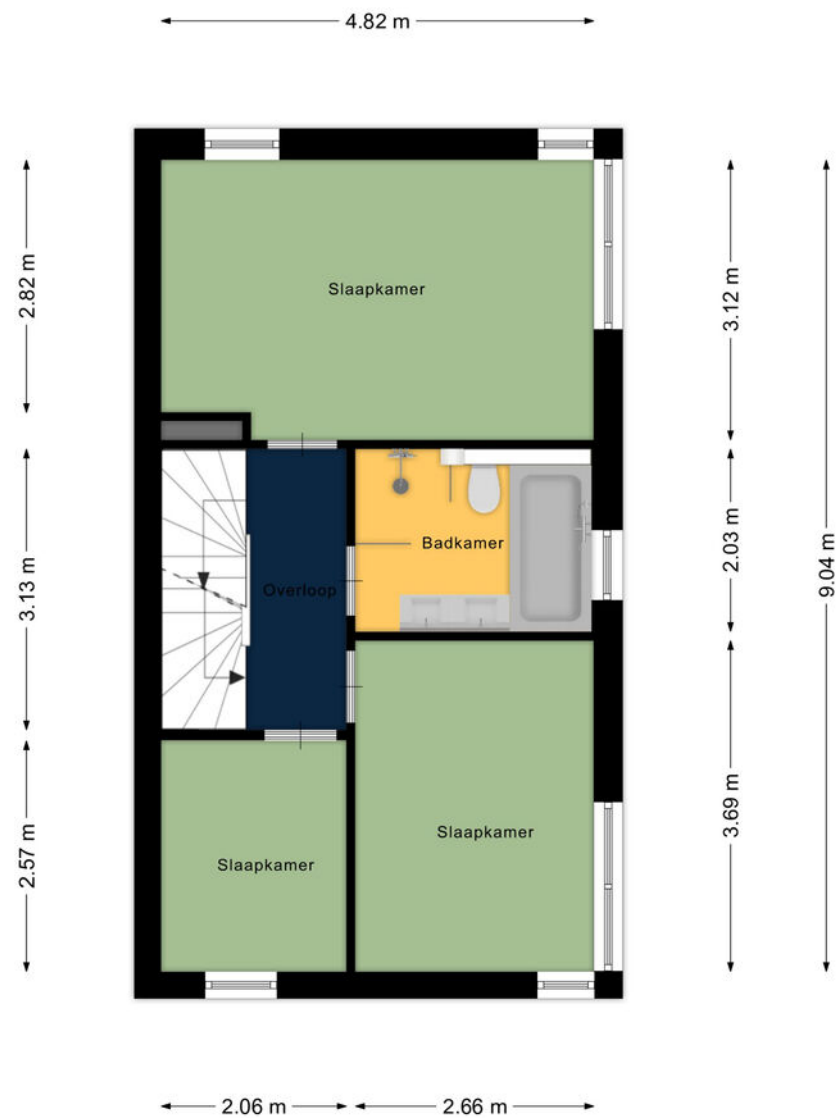 4.82 m
2.82 m
Slaapkamer
3.12 m
3.13 m
Overloop
Badkamer
2.03 m
9.04 m
2.57 m
Slaapkamer
Slaapkamer
3.69 m
2.06 m
2.66 m